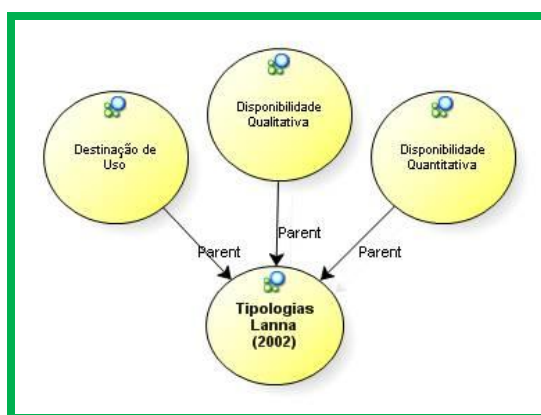 Disponibilidade
Qualitativa
Destinação de
Uso
Disponibilidade
Quantitativa
Parent
Parent
Parent
Tipologias
Lanna
(2002)